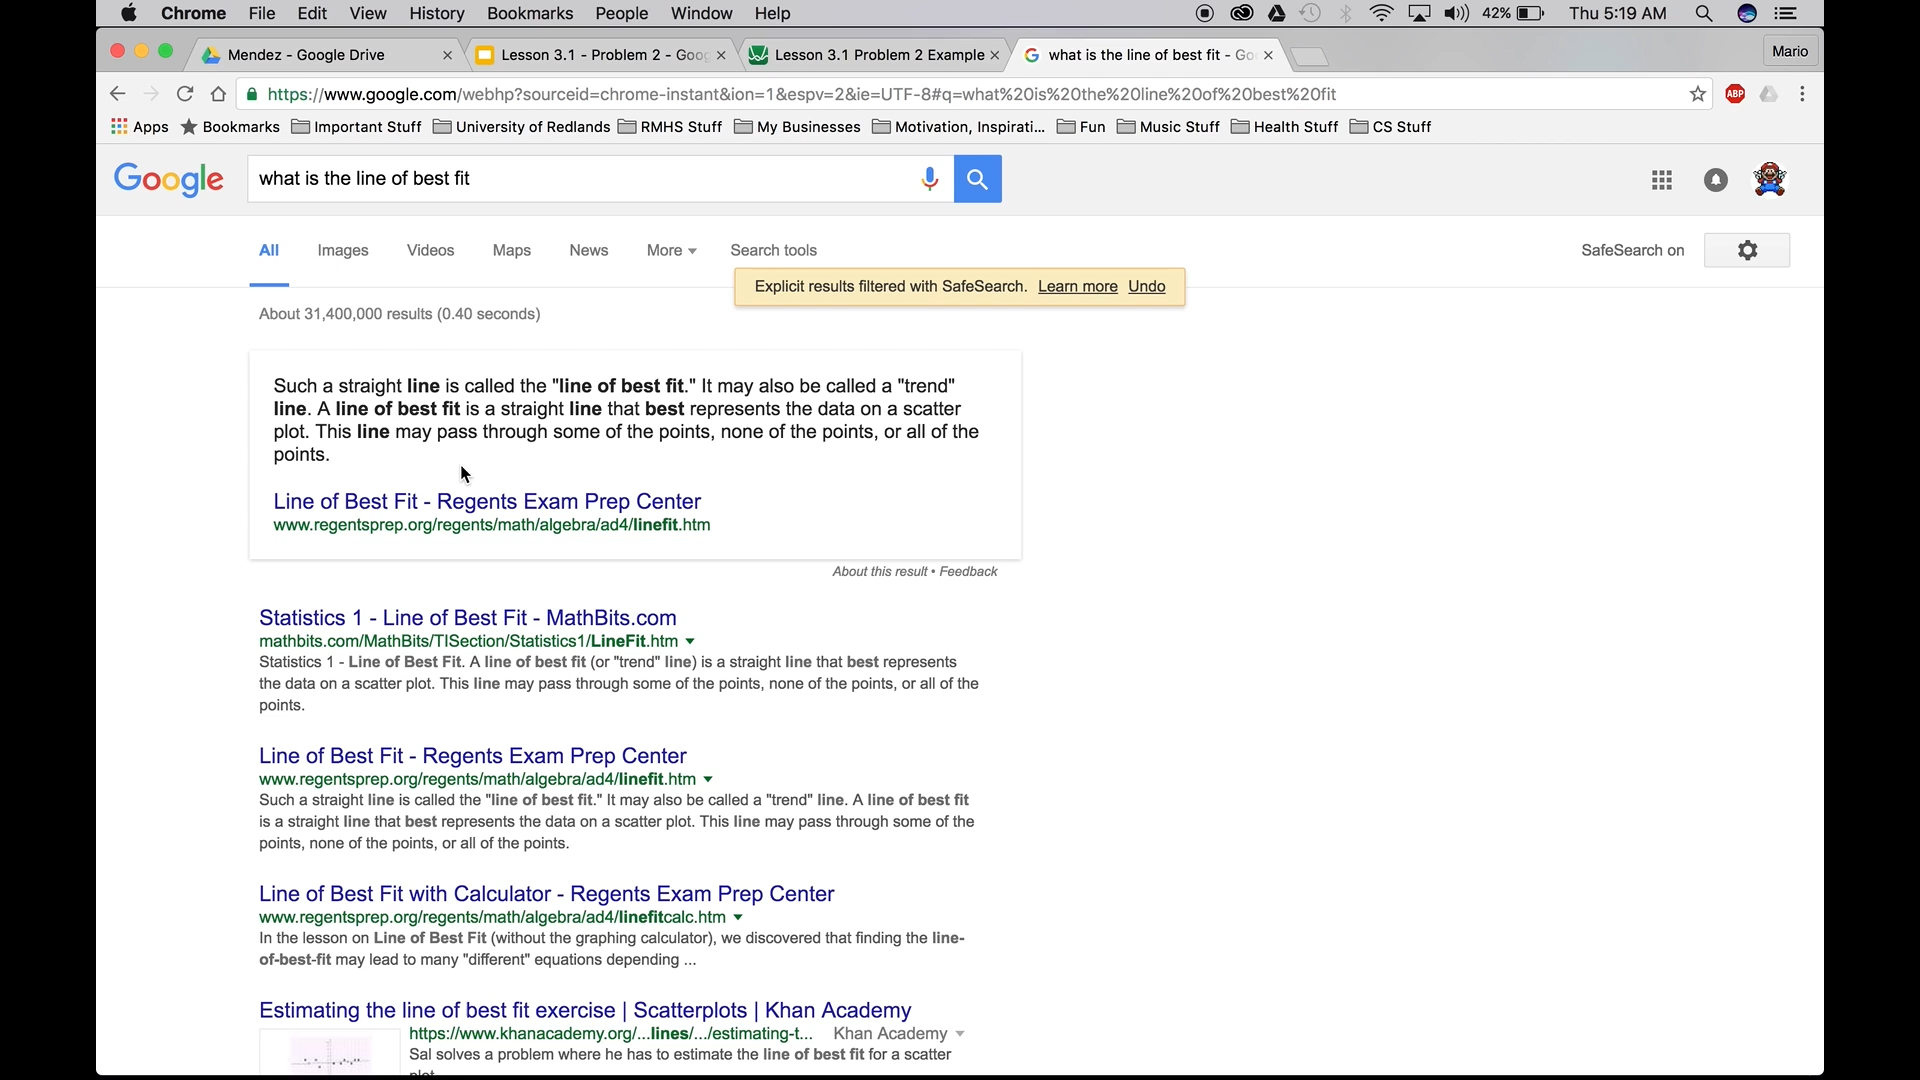 Chrome File Edit View History Bookmarks People Window Help 42% Thu 5:19 AM
Mendez - Google Drive Lesson 3.1 - Problem 2 - Goog Lesson 3.1 Problem 2 Example what is the line of best fit - Go Mario
https://www.google.com/webhp?sourceid=chrome-instant&ion=1&espv=2&ie=UTF-8#q=what%20is%20the%20line%20of%20best%20fit ABP
Apps Bookmarks Important Stuff University of Redlands RMHS Stuff My Businesses Motivation, Inspirati... Fun Music Stuff Health Stuff CS Stuff
Google what is the line of best fit
All Images Videos Maps News More Search tools SafeSearch on
Explicit results filtered with SafeSearch. Learn more Undo
About 31,400,000 results (0.40 seconds)
Such a straight line is called the "line of best fit." It may also be called a "trend"
line. A line of best fit is a straight line that best represents the data on a scatter
plot. This line may pass through some of the points, none of the points, or all of the
points.
Line of Best Fit - Regents Exam Prep Center
www.regentsprep.org/regents/math/algebra/ad4/linefit.htm
About this result • Feedback
Statistics 1 - Line of Best Fit - MathBits.com
mathbits.com/MathBits/TISection/Statistics1/LineFit.htm
Statistics 1 - Line of Best Fit. A line of best fit (or "trend" line) is a straight line that best represents
the data on a scatter plot. This line may pass through some of the points, none of the points, or all of the
points.
Line of Best Fit - Regents Exam Prep Center
www.regentsprep.org/regents/math/algebra/ad4/linefit.htm
Such a straight line is called the "line of best fit." It may also be called a "trend" line. A line of best fit
is a straight line that best represents the data on a scatter plot. This line may pass through some of the
points, none of the points, or all of the points.
Line of Best Fit with Calculator - Regents Exam Prep Center
www.regentsprep.org/regents/math/algebra/ad4/linefitcalc.htm
In the lesson on Line of Best Fit (without the graphing calculator), we discovered that finding the line-
of-best-fit may lead to many "different" equations depending ...
Estimating the line of best fit exercise | Scatterplots | Khan Academy
https://www.khanacademy.org/...lines/.../estimating-t... Khan Academy
Sal solves a problem where he has to estimate the line of best fit for a scatter